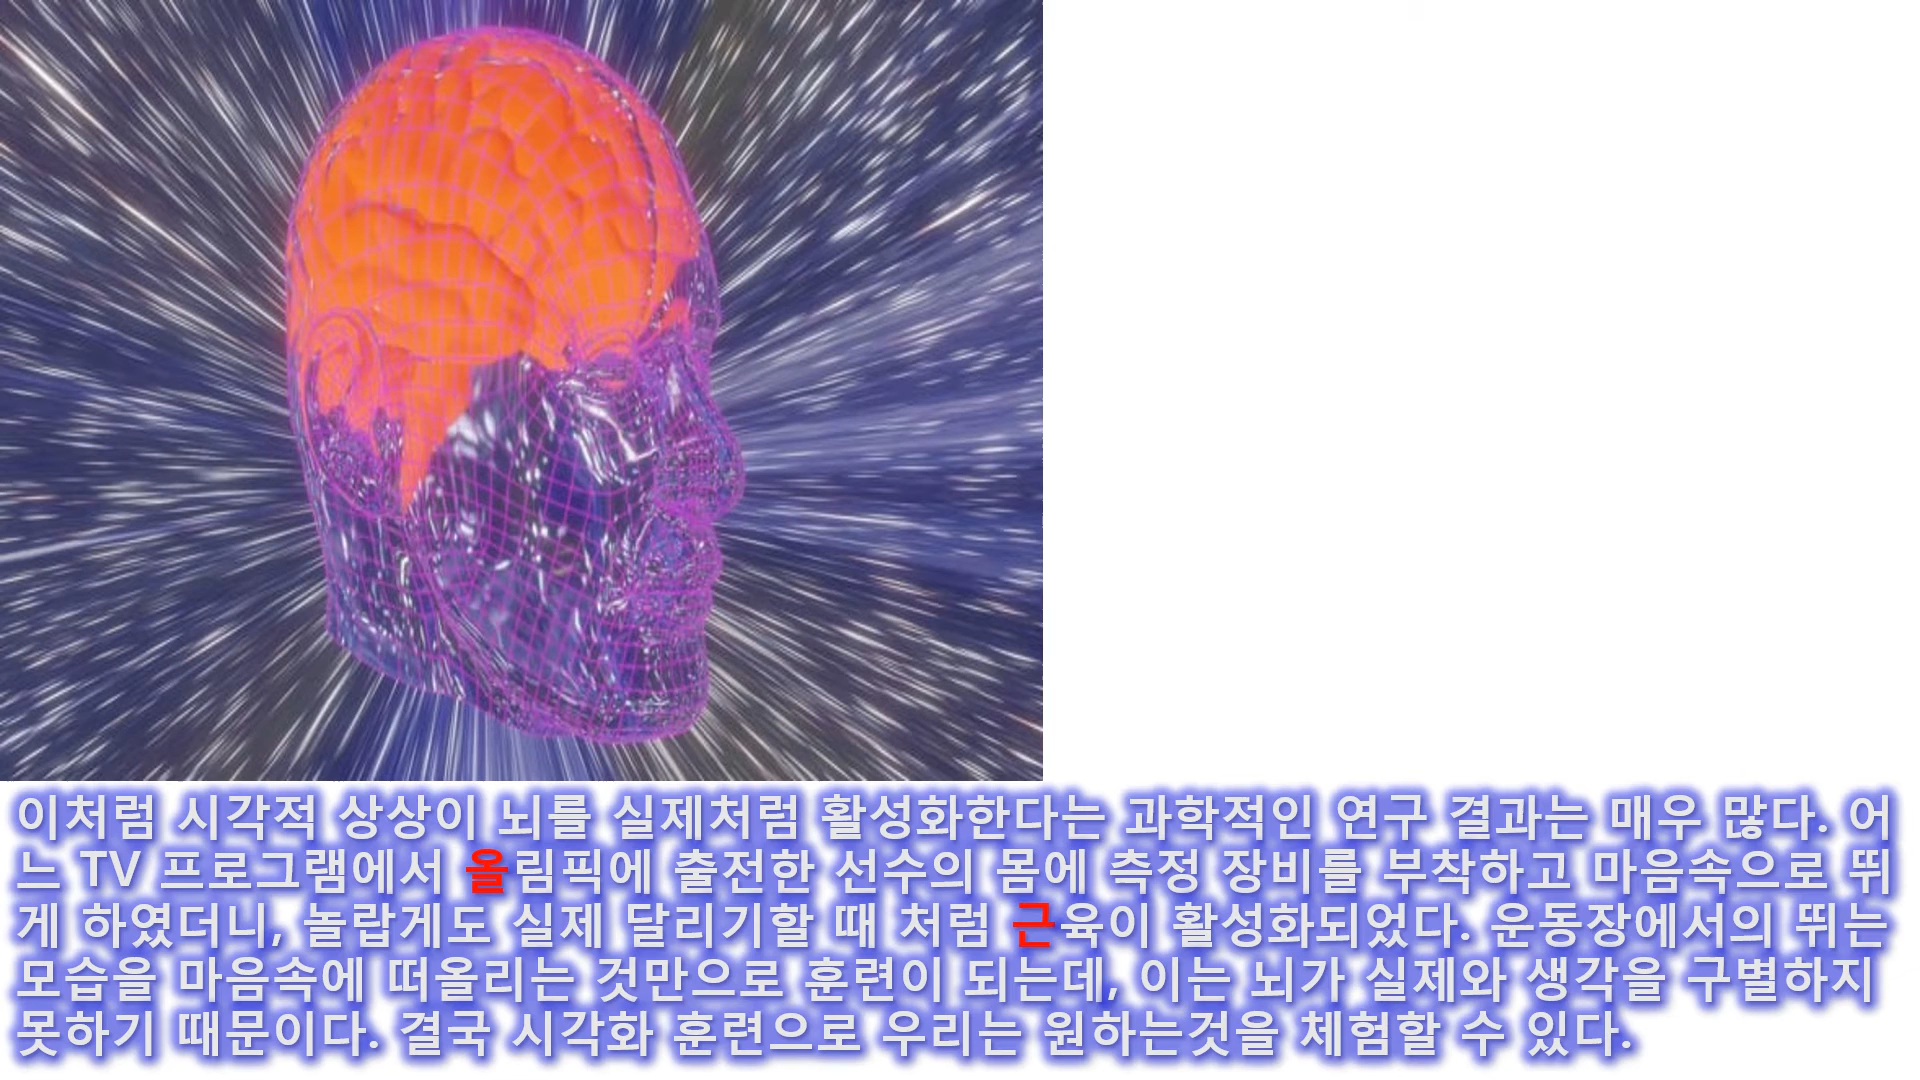 이처럼 시각적 상상이 뇌를 실제처럼 활성화한다는 과학적인 연구 결과는 매우 많다. 어
느 TV 프로그램에서 올림픽에 출전한 선수의 몸에 측정 장비를 부착하고 마음속으로 뛰
게 하였더니, 놀랍게도 실제 달리기할 때 처럼 근육이 활성화되었다. 운동장에서의 뛰는
모습을 마음속에 떠올리는 것만으로 훈련이 되는데, 이는 뇌가 실제와 생각을 구별하지
못하기 때문이다. 결국 시각화 훈련으로 우리는 원하는것을 체험할 수 있다.